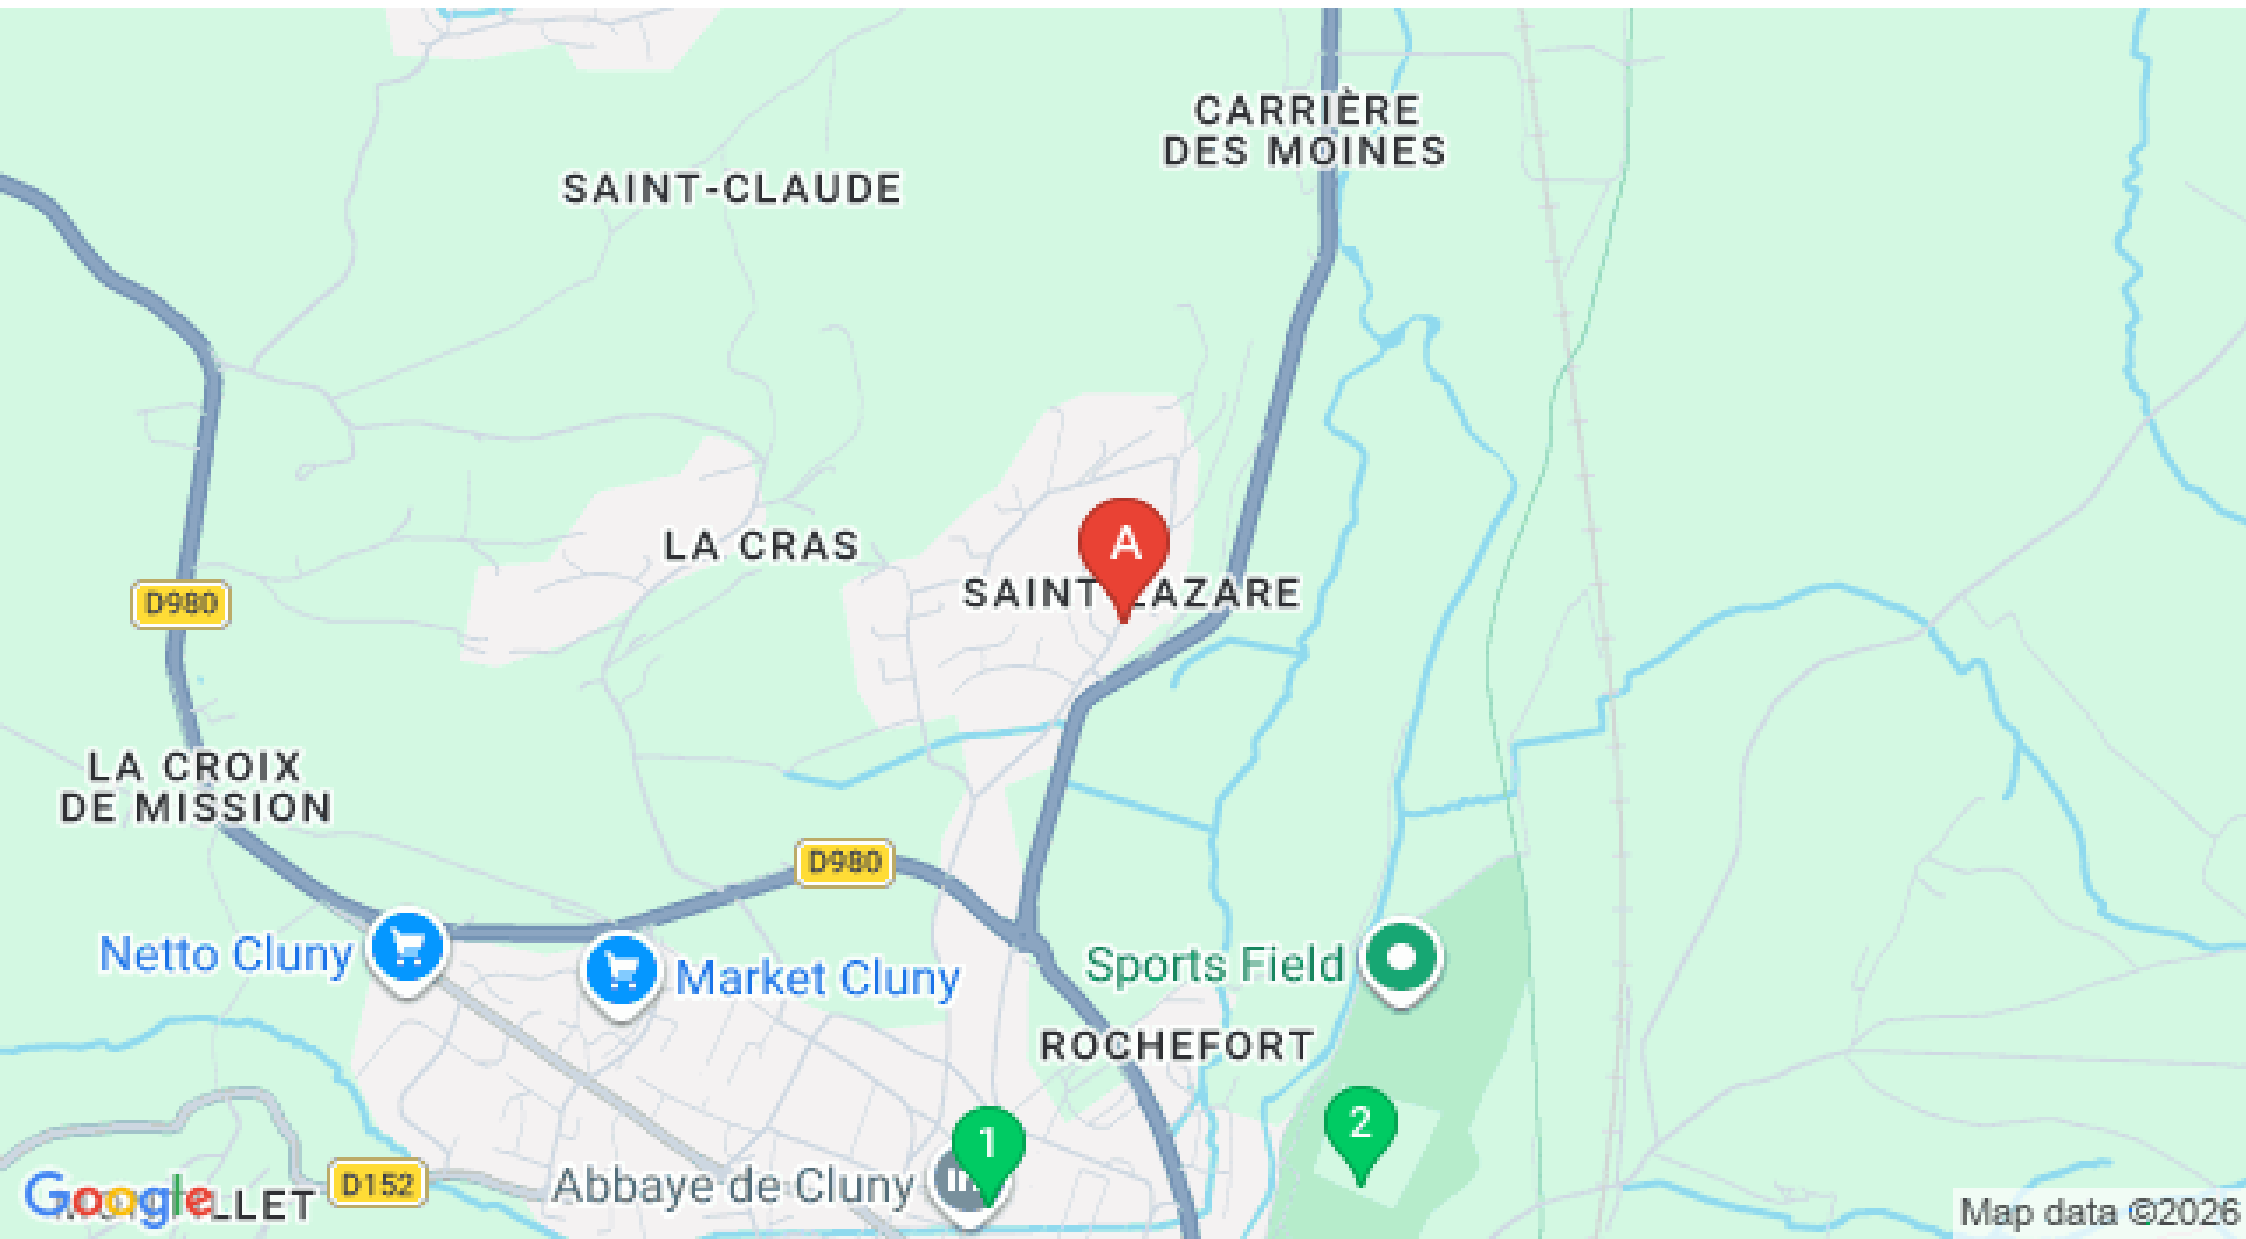 CARRIÈRE
DES MOINES
SAINT-CLAUDE
LA CRAS
A
SAINT-LAZARE
D980
LA CROIX
DE MISSION
D980
Netto Cluny
Market Cluny
Sports Field
ROCHEFORT
1
2
Abbaye de Cluny
D152
Google
LLET
Map data ©2026